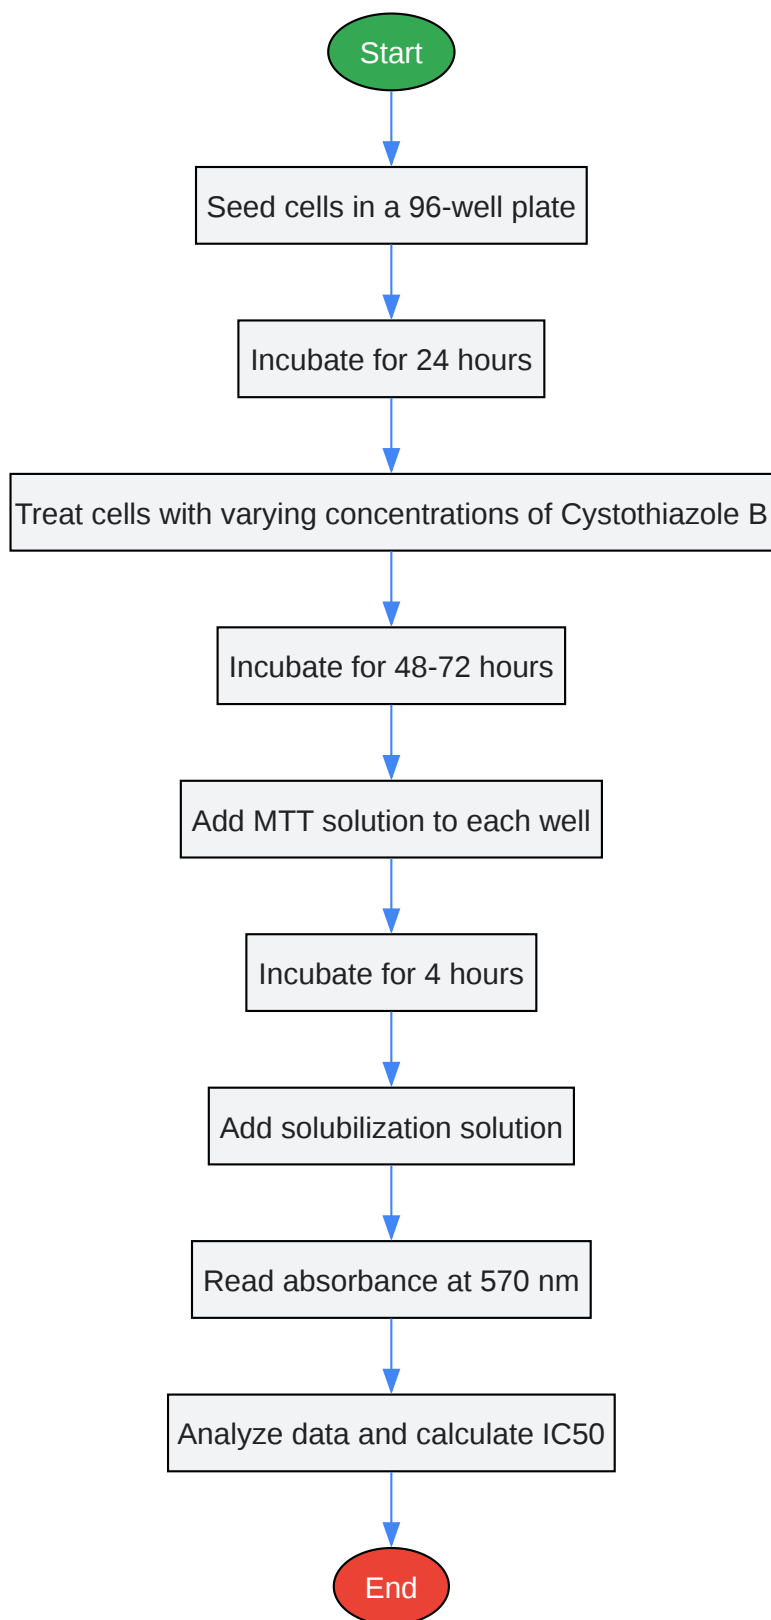 Start
Seed cells in a 96-well plate
Incubate for 24 hours
Treat cells with varying concentrations of Cystothiazole B
Incubate for 48-72 hours
Add MTT solution to each well
Incubate for 4 hours
Add solubilization solution
Read absorbance at 570 nm
Analyze data and calculate IC50
End